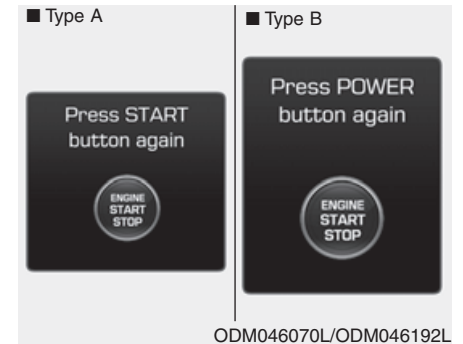 ■ Type A
Press START
button again
ENGINE
START
STOP
■ Type B
Press POWER
button again
ENGINE
START
STOP
ODM046070L/ODM046192L